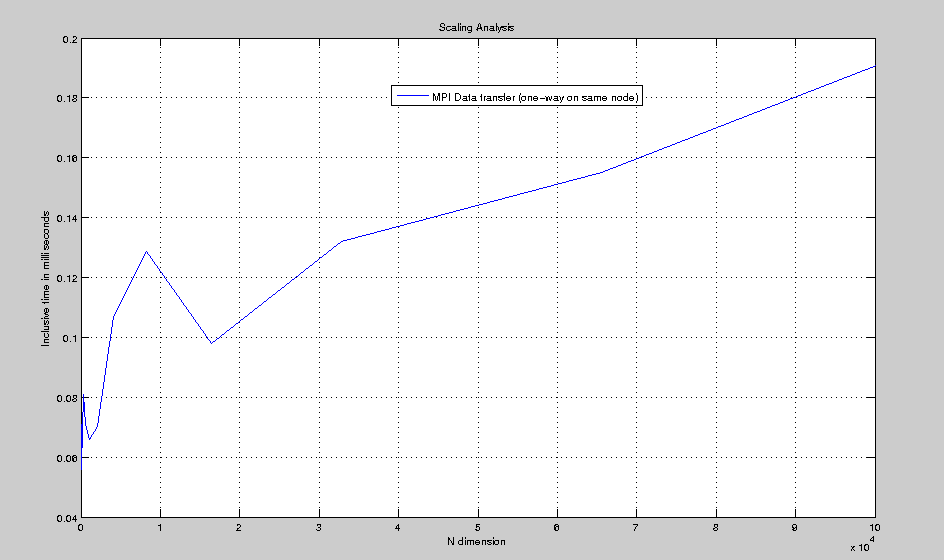 Scaling Analysis
0.2
0.18
0.16
0.14
0.12
0.1
0.08
0.06
0.04
MPI Data transfer (one-way on same node)
Inclusive time in milli seconds
0 1 2 3 4 5 6 7 8 9 10
N dimension
x 10^4